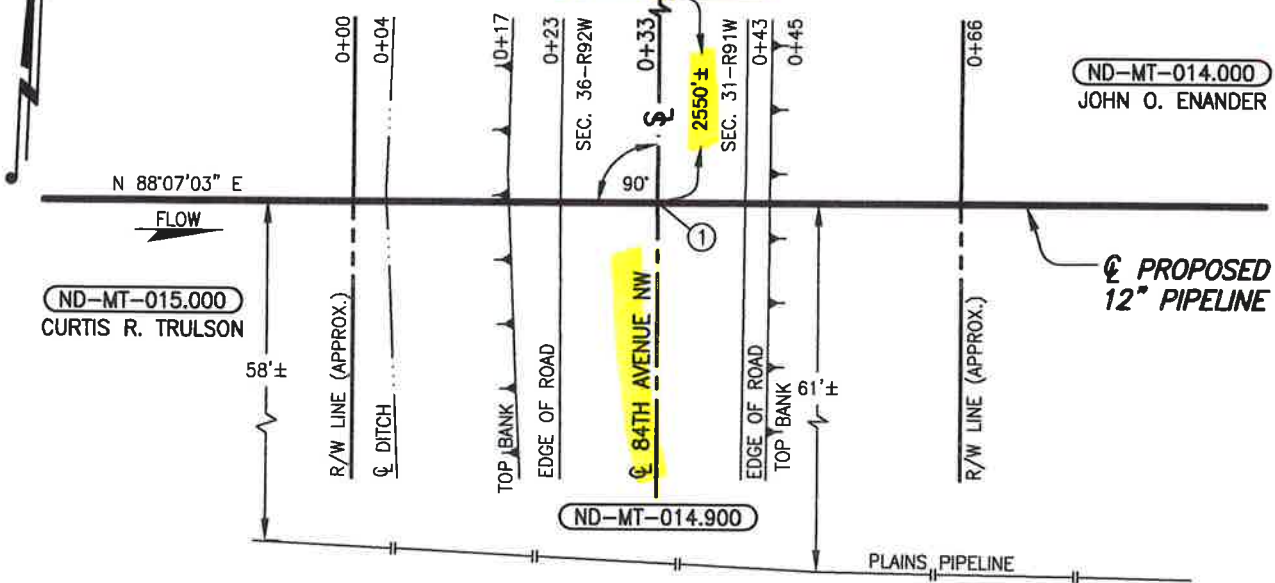 0+00
0+04
0+17
0+23
SEC. 36-R92W
0+33
2550'±
SEC. 31-R91W
0+43
0+45
0+66
ND-MT-014.000
JOHN O. ENANDER
N 88°07'03" E
90°
FLOW
1
℄ PROPOSED
12" PIPELINE
ND-MT-015.000
CURTIS R. TRULSON
58'±
R/W LINE (APPROX.)
℄ DITCH
TOP BANK
EDGE OF ROAD
℄ 84TH AVENUE NW
EDGE OF ROAD
TOP BANK
61'±
R/W LINE (APPROX.)
ND-MT-014.900
PLAINS PIPELINE